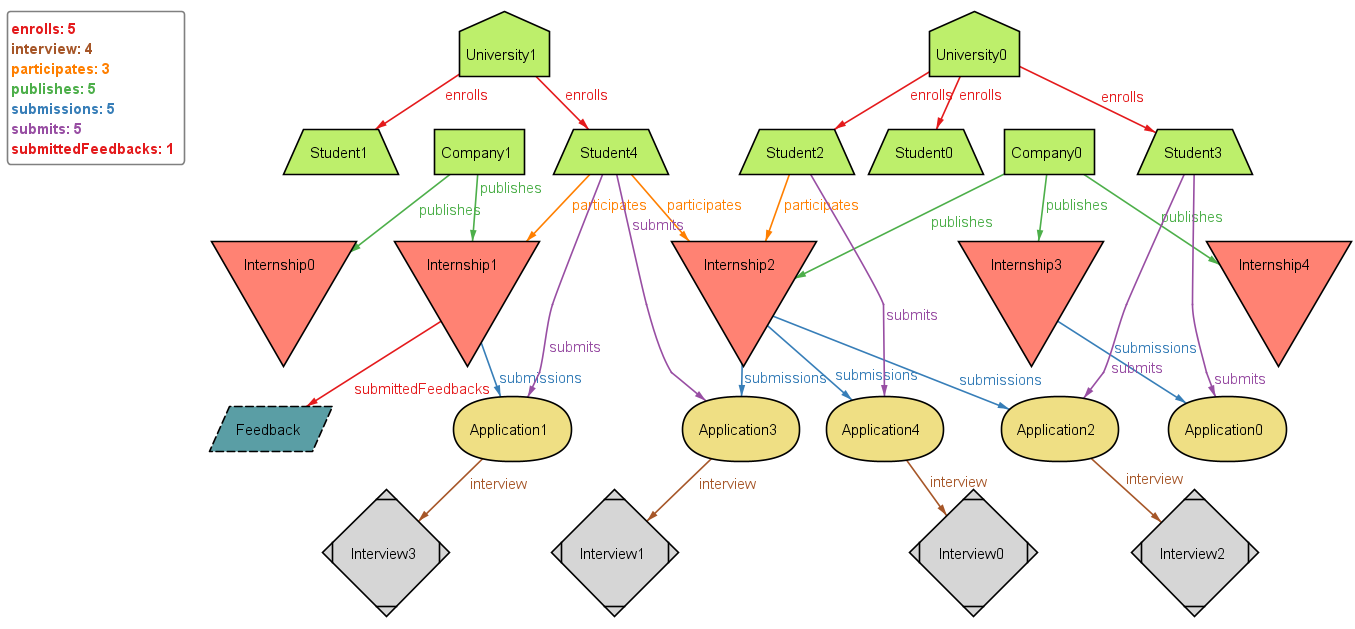 enrolls: 5
interview: 4
participates: 3
publishes: 5
submissions: 5
submits: 5
submittedFeedbacks: 1
University1
University0
enrolls
enrolls
enrolls
enrolls
enrolls
Student1
Company1
Student4
Student2
Student0
Company0
Student3
publishes
publishes
participates
participates
participates
submits
publishes
publishes
publishes
Internship0
Internship1
Internship2
Internship3
Internship4
submits
submits
submissions
submissions
submissions
submissions
submissions
submits
submits
submittedFeedbacks
Feedback
Application1
Application3
Application4
Application2
Application0
interview
interview
interview
interview
Interview3
Interview1
Interview0
Interview2